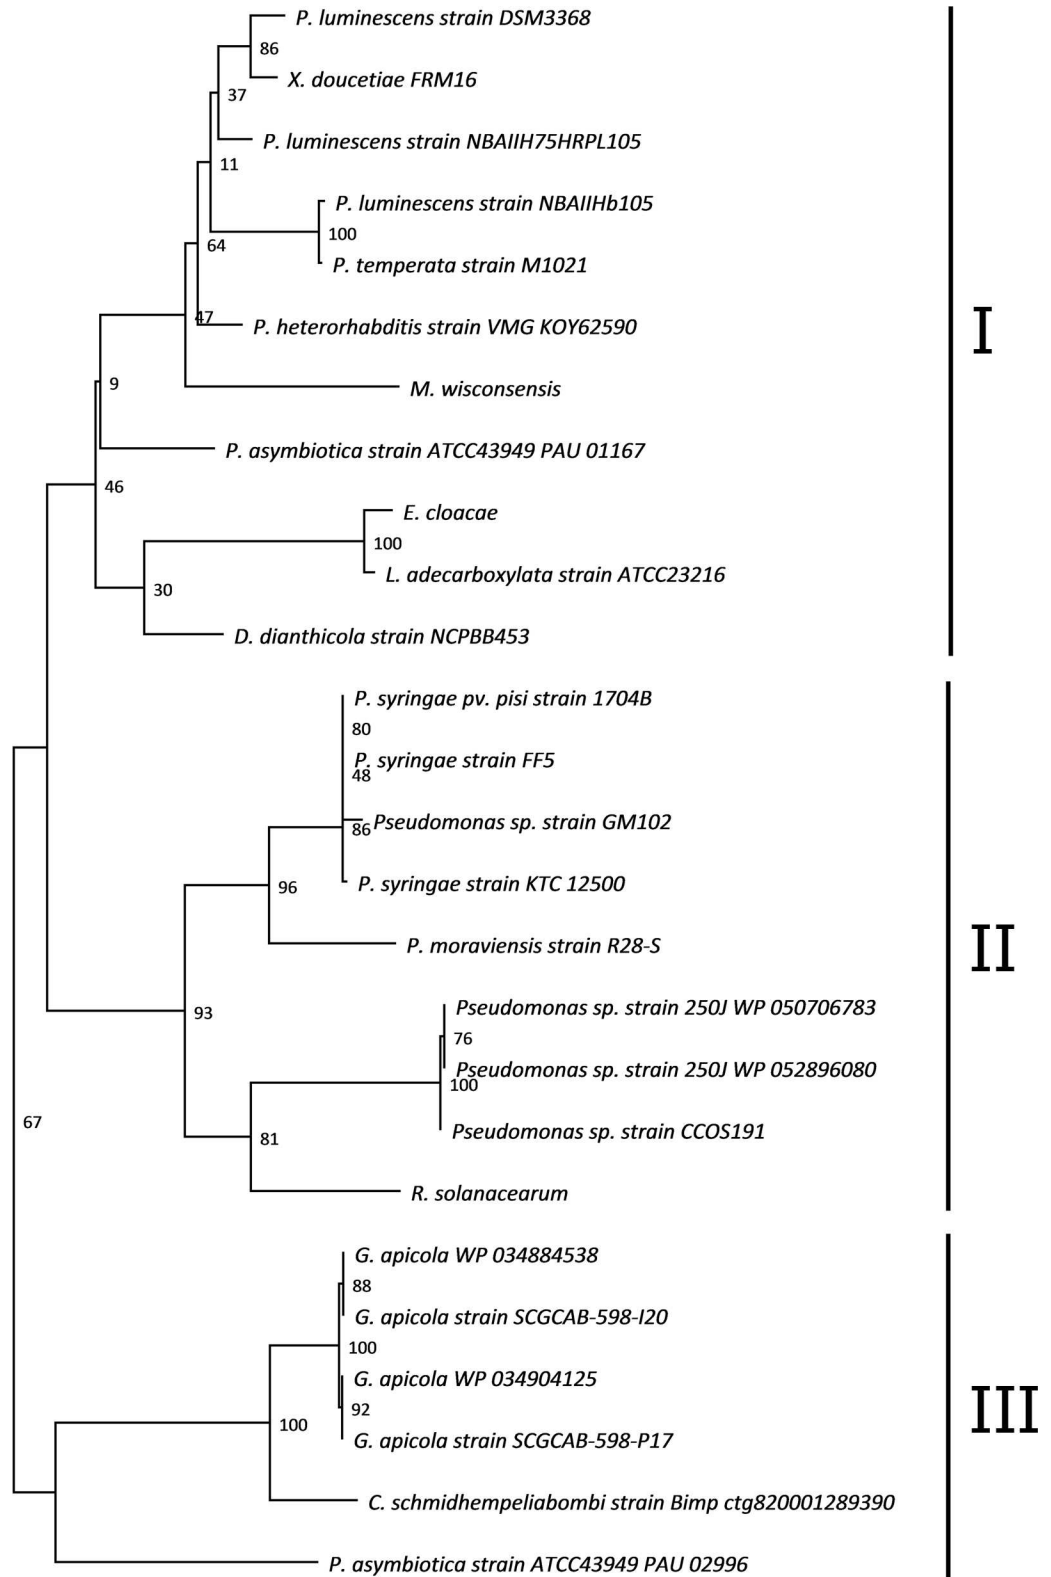 P. luminescens strain DSM3368
86
X. doucetiae FRM16
37
P. luminescens strain NBAIIH75HRPL105
11
P. luminescens strain NBAIIHb105
100
64
P. temperata strain M1021
47
P. heterorhabditis strain VMG KOY62590
I
9
M. wisconsensis
P. asymbiotica strain ATCC43949 PAU 01167
46
E. cloacae
100
L. adecarboxylata strain ATCC23216
30
D. dianthicola strain NCPBB453
P. syringae pv. pisi strain 1704B
80
P. syringae strain FF5
48
Pseudomonas sp. strain GM102
86
P. syringae strain KTC 12500
96
P. moraviensis strain R28-S
II
Pseudomonas sp. strain 250J WP 050706783
93
76
Pseudomonas sp. strain 250J WP 052896080
100
67
Pseudomonas sp. strain CCOS191
81
R. solanacearum
G. apicola WP 034884538
88
G. apicola strain SCGCAB-598-I20
100
G. apicola WP 034904125
92
III
100
G. apicola strain SCGCAB-598-P17
C. schmidhempeliabombi strain Bimp ctg820001289390
P. asymbiotica strain ATCC43949 PAU 02996